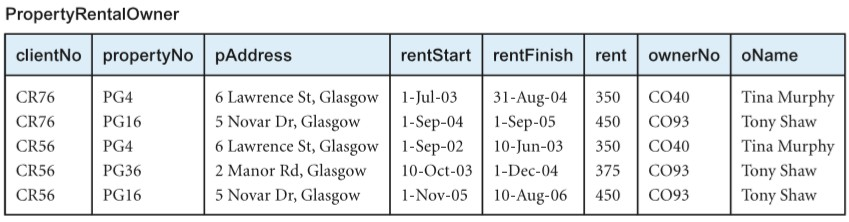 PropertyRentalOwner
clientNo propertyNo pAddress rentStart rentFinish rent ownerNo oName
CR76 PG4 6 Lawrence St, Glasgow 1-Jul-03 31-Aug-04 350 CO40 Tina Murphy
CR76 PG16 5 Novar Dr, Glasgow 1-Sep-04 1-Sep-05 450 CO93 Tony Shaw
CR56 PG4 6 Lawrence St, Glasgow 1-Sep-02 10-Jun-03 350 CO40 Tina Murphy
CR56 PG36 2 Manor Rd, Glasgow 10-Oct-03 1-Dec-04 375 CO93 Tony Shaw
CR56 PG16 5 Novar Dr, Glasgow 1-Nov-05 10-Aug-06 450 CO93 Tony Shaw